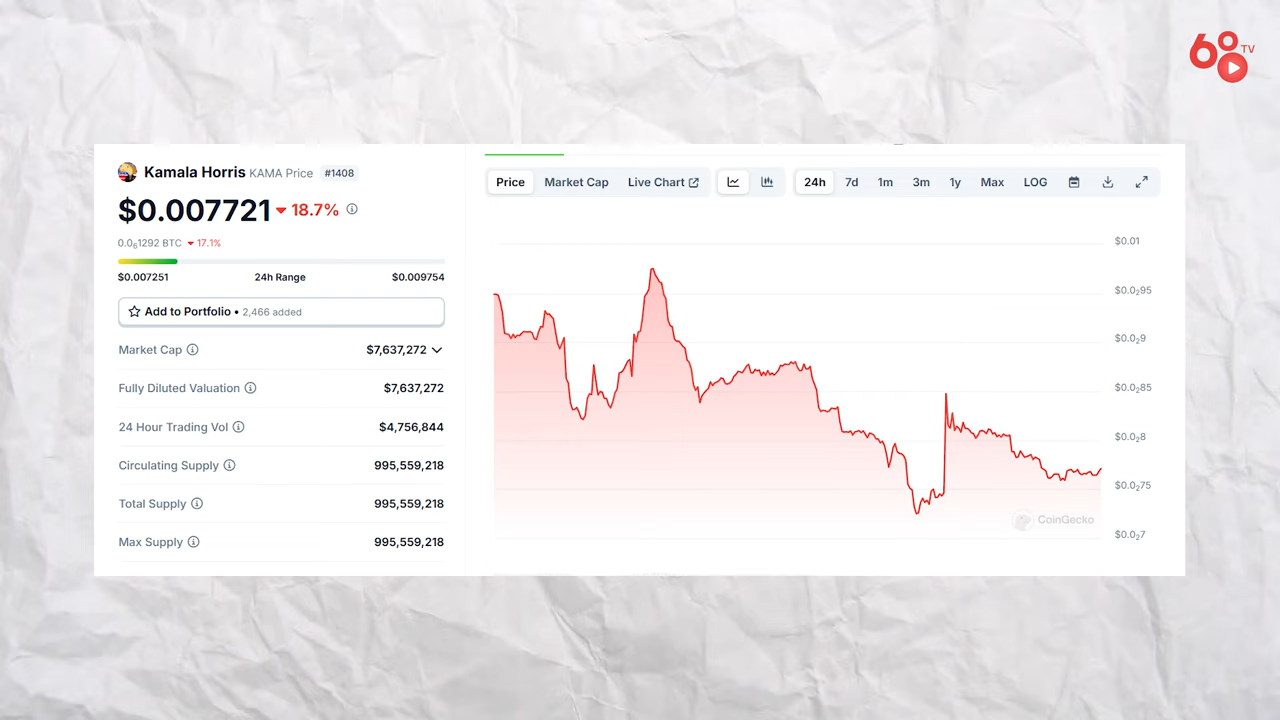 68 TV
Kamala Horris KAMA Price #1408
$0.007721 18.7%
0.0₆1292 BTC 17.1%
$0.007251 24h Range $0.009754
Add to Portfolio • 2,466 added
Market Cap $7,637,272
Fully Diluted Valuation $7,637,272
24 Hour Trading Vol $4,756,844
Circulating Supply 995,559,218
Total Supply 995,559,218
Max Supply 995,559,218
Price Market Cap Live Chart 24h 7d 1m 3m 1y Max LOG
$0.01
$0.0₂95
$0.0₂9
$0.0₂85
$0.0₂8
$0.0₂75
$0.0₂7
CoinGecko